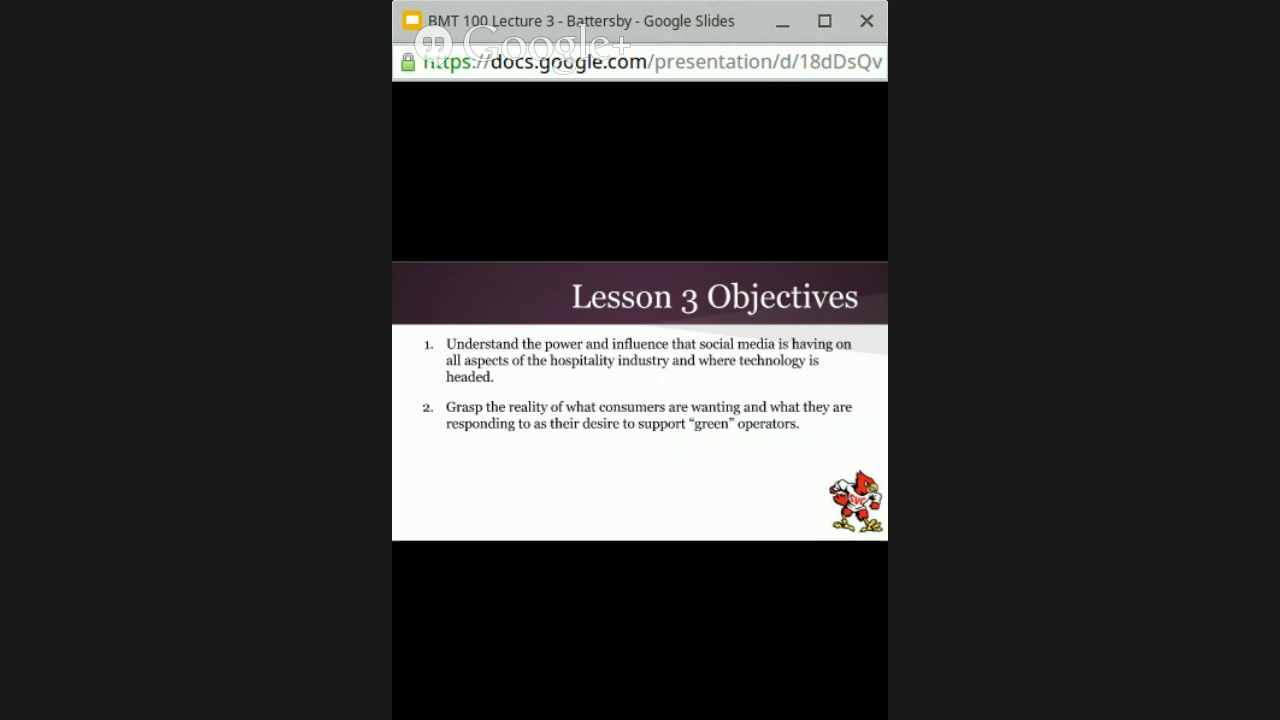 BMT 100 Lecture 3 - Battersby - Google Slides
Google+
https://docs.google.com/presentation/d/18dDsQv
Lesson 3 Objectives
1. Understand the power and influence that social media is having on
all aspects of the hospitality industry and where technology is
headed.
2. Grasp the reality of what consumers are wanting and what they are
responding to as their desire to support “green” operators.
SVC